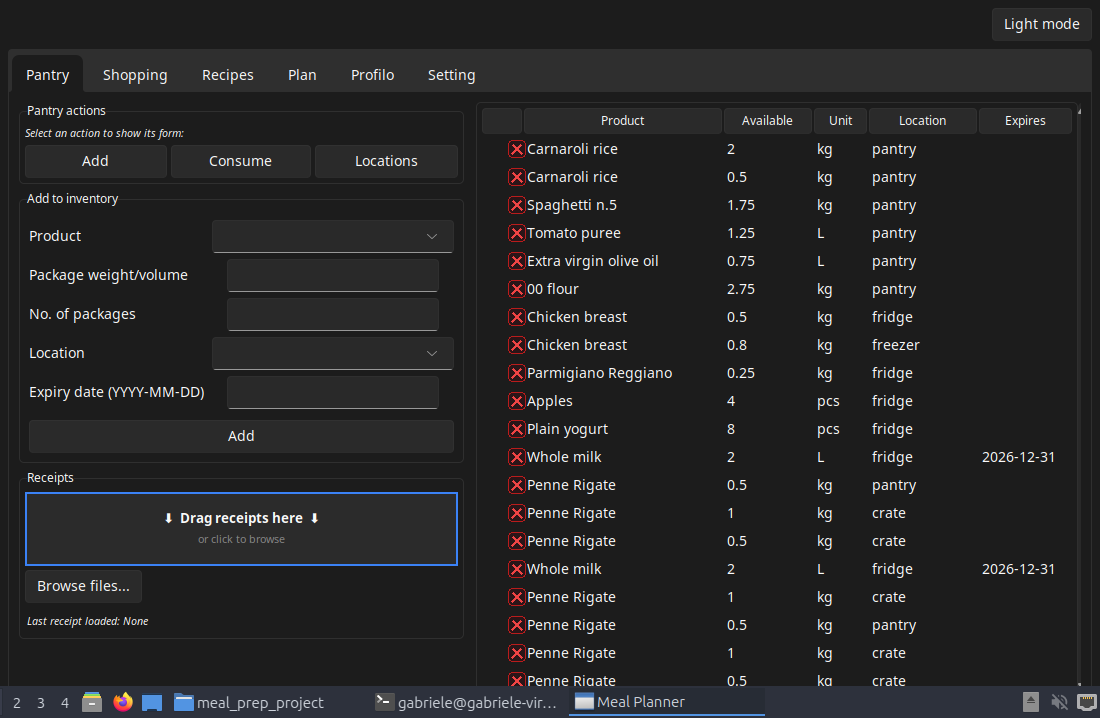 Light mode
Pantry Shopping Recipes Plan Profilo Setting
Pantry actions
Select an action to show its form:
Add Consume Locations
Add to inventory
Product
Package weight/volume
No. of packages
Location
Expiry date (YYYY-MM-DD)
Add
Receipts
⬇ Drag receipts here ⬇
or click to browse
Browse files...
Last receipt loaded: None
Product Available Unit Location Expires
Carnaroli rice 2 kg pantry
Carnaroli rice 0.5 kg pantry
Spaghetti n.5 1.75 kg pantry
Tomato puree 1.25 L pantry
Extra virgin olive oil 0.75 L pantry
00 flour 2.75 kg pantry
Chicken breast 0.5 kg fridge
Chicken breast 0.8 kg freezer
Parmigiano Reggiano 0.25 kg fridge
Apples 4 pcs fridge
Plain yogurt 8 pcs fridge
Whole milk 2 L fridge 2026-12-31
Penne Rigate 0.5 kg pantry
Penne Rigate 1 kg crate
Penne Rigate 0.5 kg crate
Whole milk 2 L fridge 2026-12-31
Penne Rigate 1 kg crate
Penne Rigate 0.5 kg pantry
Penne Rigate 1 kg crate
Penne Rigate 0.5 kg crate
2 3 4 meal_prep_project gabriele@gabriele-vir... Meal Planner